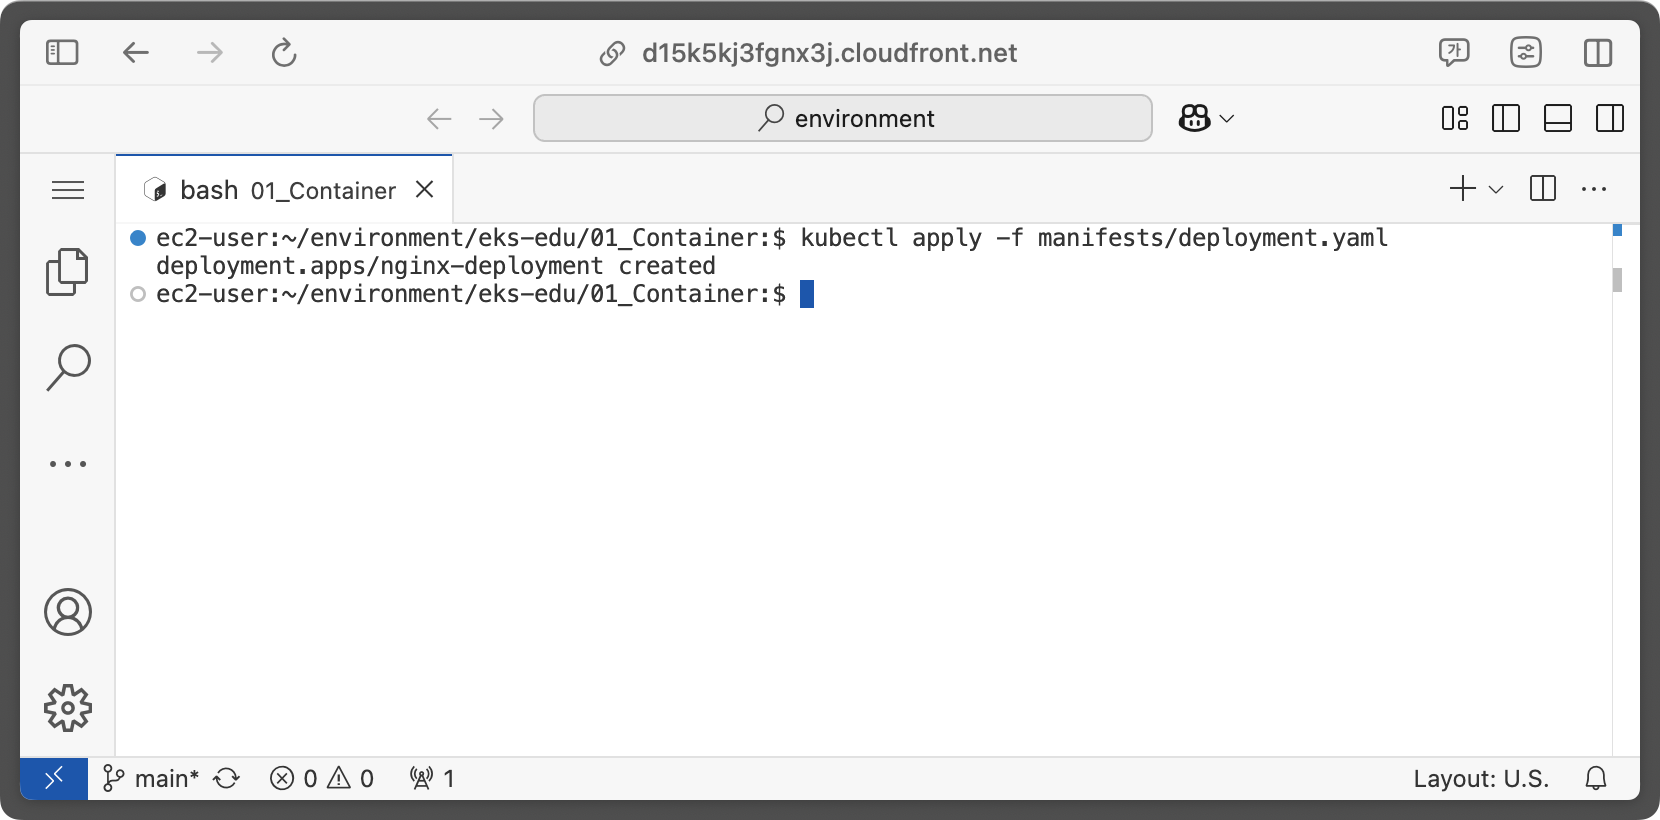 d15k5kj3fgnx3j.cloudfront.net
가
environment
bash 01_Container
ec2-user:~/environment/eks-edu/01_Container:$ kubectl apply -f manifests/deployment.yaml
deployment.apps/nginx-deployment created
ec2-user:~/environment/eks-edu/01_Container:$
main* 0 0 1 Layout: U.S.